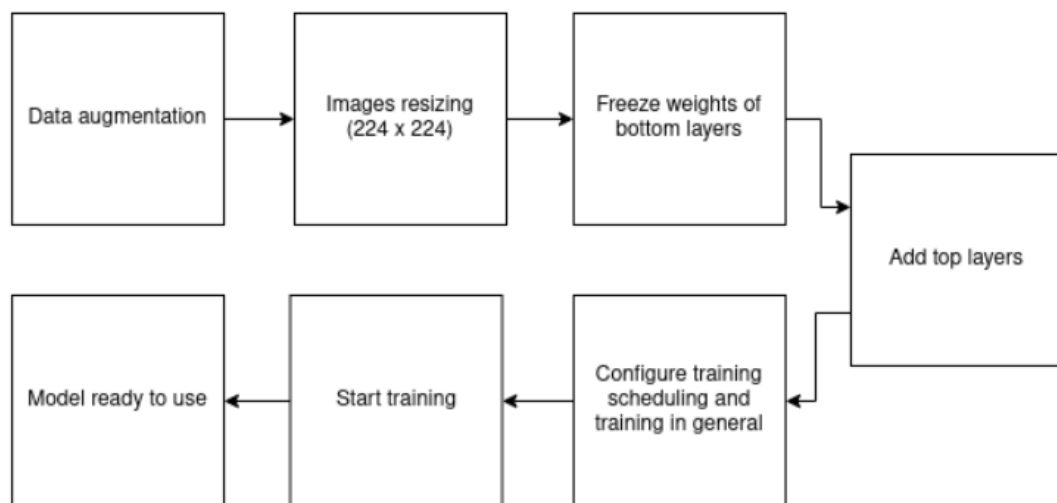 Data augmentation
Images resizing
(224 x 224)
Freeze weights of
bottom layers
Add top layers
Configure training
scheduling and
training in general
Start training
Model ready to use